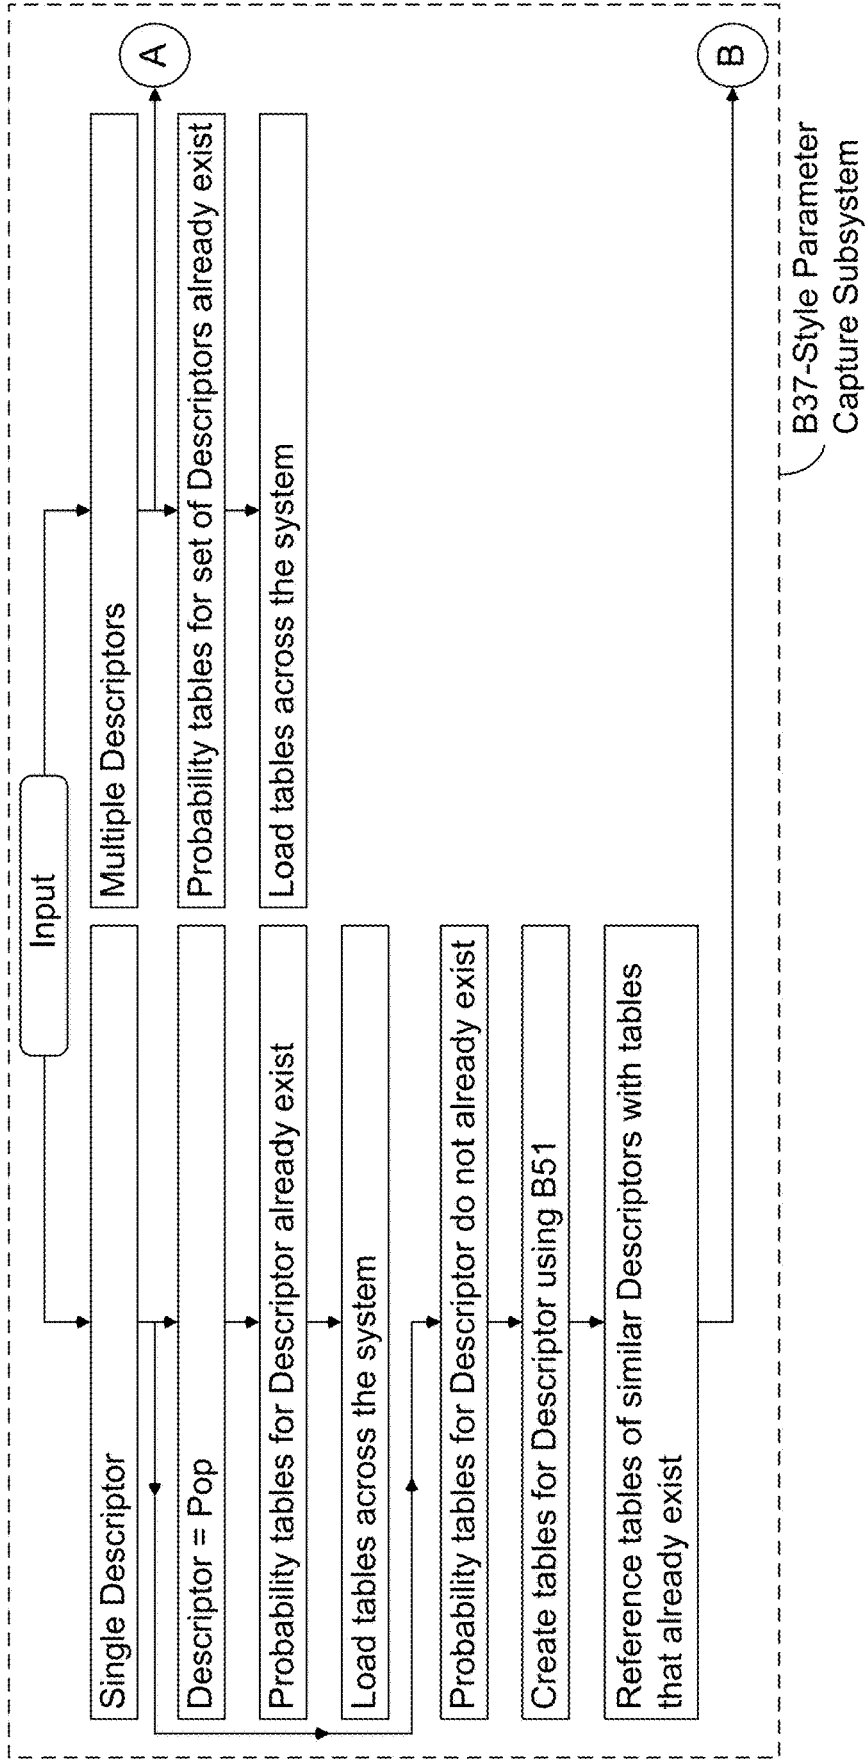 Input
Single Descriptor
Descriptor = Pop
Probability tables for Descriptor already exist
Load tables across the system
Probability tables for Descriptor do not already exist
Create tables for Descriptor using B51
Reference tables of similar Descriptors with tables
that already exist
Multiple Descriptors
Probability tables for set of Descriptors already exist
Load tables across the system
A
B
B37-Style Parameter
Capture Subsystem